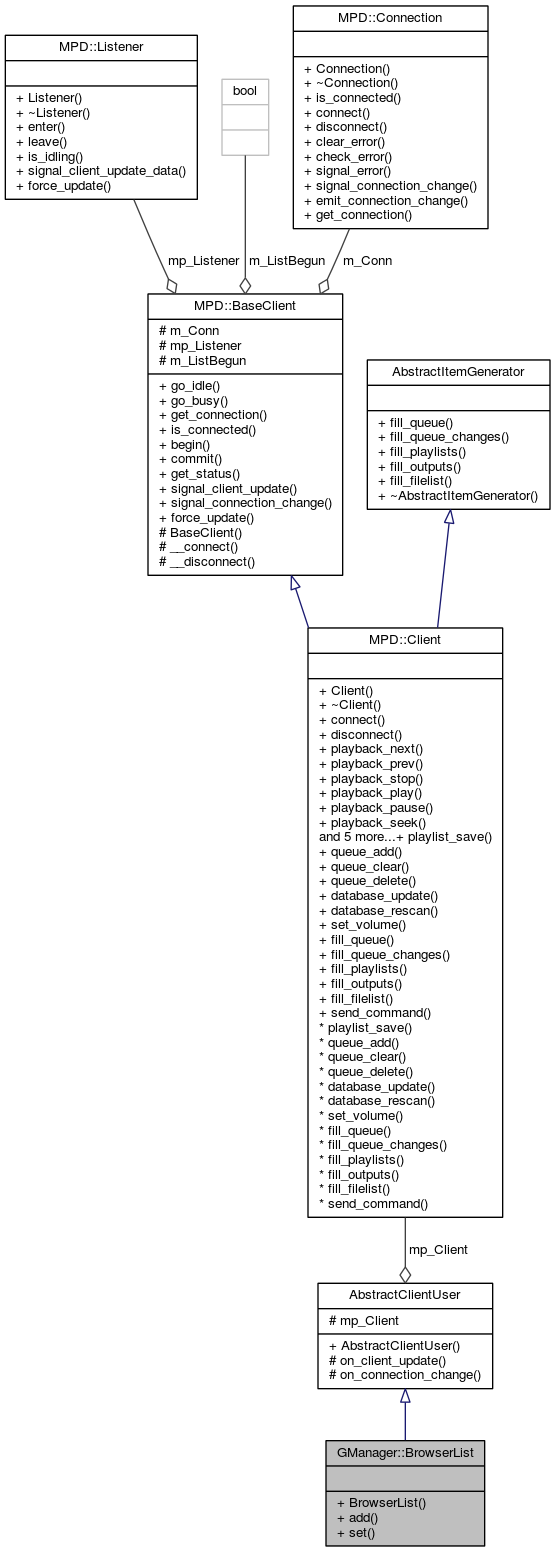 MPD::Listener
+ Listener()
+ ~Listener()
+ enter()
+ leave()
+ is_idling()
+ signal_client_update_data()
+ force_update()
bool
MPD::Connection
+ Connection()
+ ~Connection()
+ is_connected()
+ connect()
+ disconnect()
+ clear_error()
+ check_error()
+ signal_error()
+ signal_connection_change()
+ emit_connection_change()
+ get_connection()
mp_Listener
m_ListBegun
m_Conn
MPD::BaseClient
# m_Conn
# mp_Listener
# m_ListBegun
+ go_idle()
+ go_busy()
+ get_connection()
+ is_connected()
+ begin()
+ commit()
+ get_status()
+ signal_client_update()
+ signal_connection_change()
+ force_update()
# BaseClient()
# __connect()
# __disconnect()
AbstractItemGenerator
+ fill_queue()
+ fill_queue_changes()
+ fill_playlists()
+ fill_outputs()
+ fill_filelist()
+ ~AbstractItemGenerator()
MPD::Client
+ Client()
+ ~Client()
+ connect()
+ disconnect()
+ playback_next()
+ playback_prev()
+ playback_stop()
+ playback_play()
+ playback_pause()
+ playback_seek()
and 5 more...+ playlist_save()
+ queue_add()
+ queue_clear()
+ queue_delete()
+ database_update()
+ database_rescan()
+ set_volume()
+ fill_queue()
+ fill_queue_changes()
+ fill_playlists()
+ fill_outputs()
+ fill_filelist()
+ send_command()
* playlist_save()
* queue_add()
* queue_clear()
* queue_delete()
* database_update()
* database_rescan()
* set_volume()
* fill_queue()
* fill_queue_changes()
* fill_playlists()
* fill_outputs()
* fill_filelist()
* send_command()
mp_Client
AbstractClientUser
# mp_Client
+ AbstractClientUser()
# on_client_update()
# on_connection_change()
GManager::BrowserList
+ BrowserList()
+ add()
+ set()